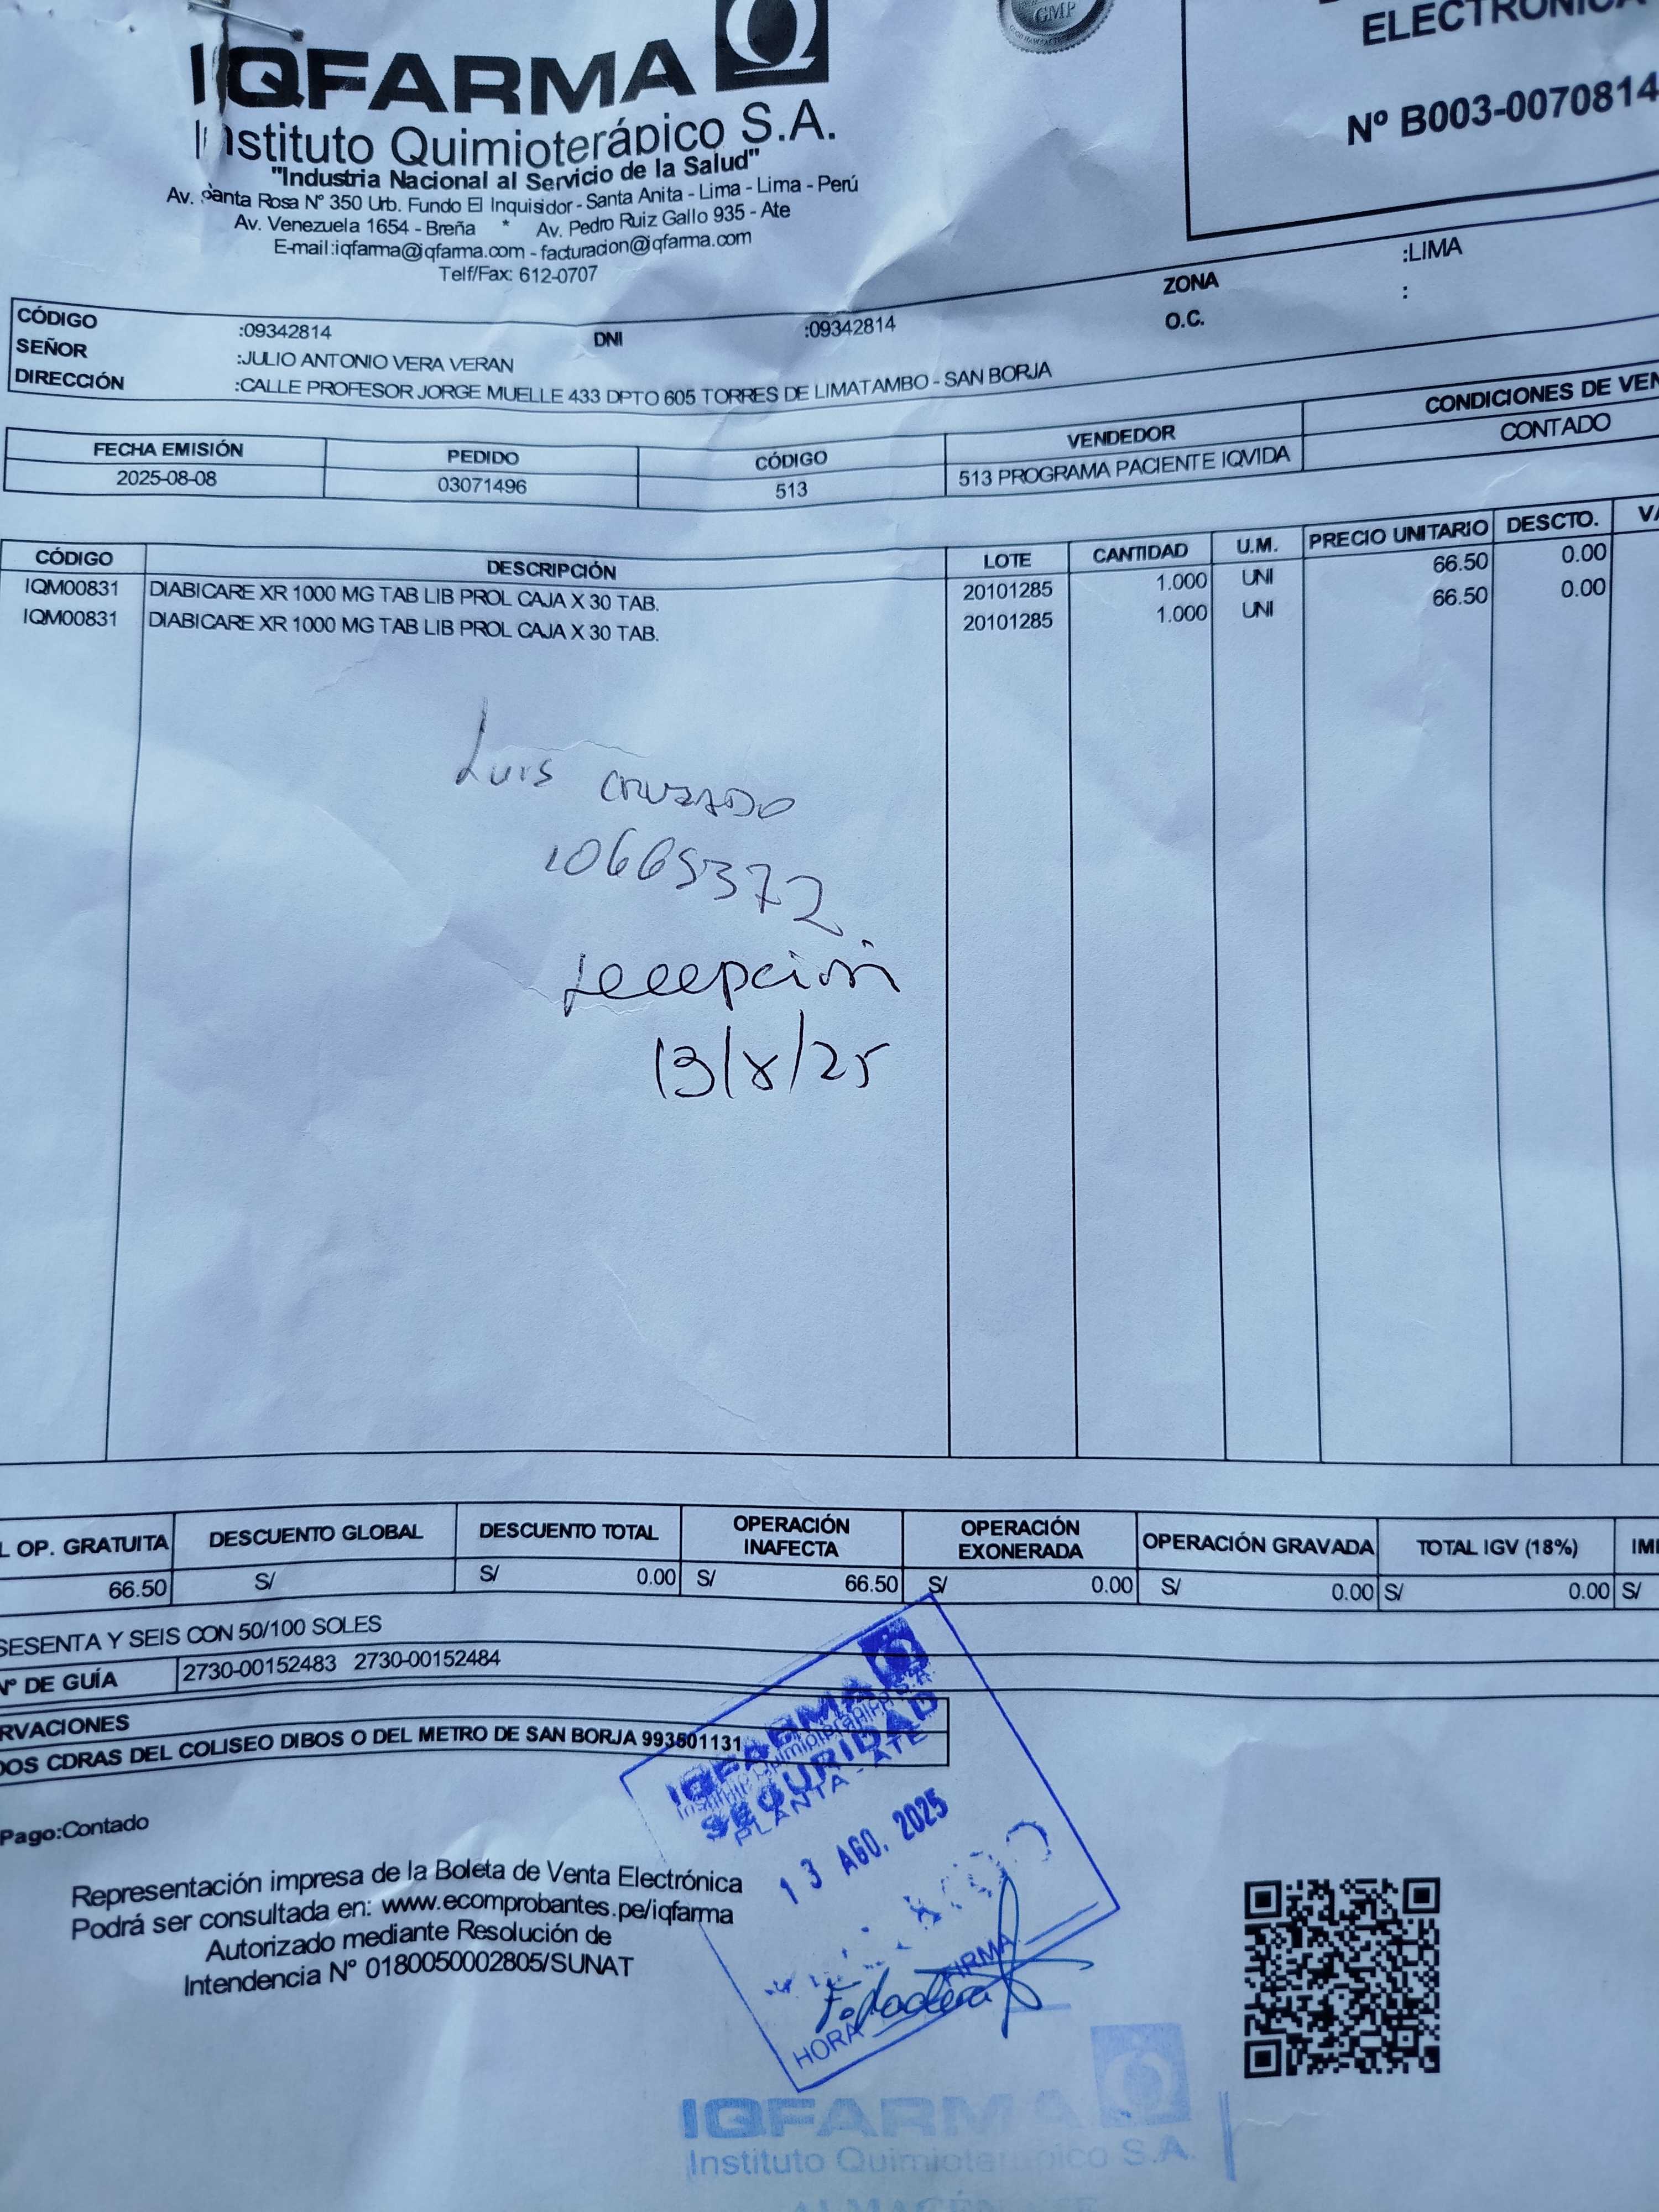 IQFARMA
Instituto Quimioterápico S.A.
"Industria Nacional al Servicio de la Salud"
Av. Santa Rosa Nº 350 Urb. Fundo El Inquisidor - Santa Anita - Lima - Lima - Perú
Av. Venezuela 1654 - Breña * Av. Pedro Ruiz Gallo 935 - Ate
E-mail:iqfarma@iqfarma.com - facturacion@iqfarma.com
Telf/Fax: 612-0707
GMP
ELECTRÓNICA
Nº B003-0070814
CÓDIGO :09342814 DNI :09342814
SEÑOR :JULIO ANTONIO VERA VERAN
DIRECCIÓN :CALLE PROFESOR JORGE MUELLE 433 DPTO 605 TORRES DE LIMATAMBO - SAN BORJA
ZONA :LIMA
O.C. :
FECHA EMISIÓN PEDIDO CÓDIGO VENDEDOR CONDICIONES DE VEN
2025-08-08 03071496 513 513 PROGRAMA PACIENTE IQVIDA CONTADO
CÓDIGO DESCRIPCIÓN LOTE CANTIDAD U.M. PRECIO UNITARIO DESCTO. VA
IQM00831 DIABICARE XR 1000 MG TAB LIB PROL CAJA X 30 TAB. 20101285 1.000 UNI 66.50 0.00
IQM00831 DIABICARE XR 1000 MG TAB LIB PROL CAJA X 30 TAB. 20101285 1.000 UNI 66.50 0.00
Luis CRUZADO
10665372
recepción
13/8/25
L OP. GRATUITA DESCUENTO GLOBAL DESCUENTO TOTAL OPERACIÓN INAFECTA OPERACIÓN EXONERADA OPERACIÓN GRAVADA TOTAL IGV (18%) IM
66.50 S/ S/ 0.00 S/ 66.50 S/ 0.00 S/ 0.00 S/ 0.00 S/
SESENTA Y SEIS CON 50/100 SOLES
Nº DE GUÍA 2730-00152483 2730-00152484
RVACIONES
DOS CDRAS DEL COLISEO DIBOS O DEL METRO DE SAN BORJA 993501131
Pago:Contado
Representación impresa de la Boleta de Venta Electrónica
Podrá ser consultada en: www.ecomprobantes.pe/iqfarma
Autorizado mediante Resolución de
Intendencia Nº 0180050002805/SUNAT
IQFARMA
Instituto Quimioterápico S.A.
SEGURIDAD
PLANTA - ATE
13 AGO. 2025
HORA FIRMA
IQFARMA
Instituto Quimioterápico S.A.